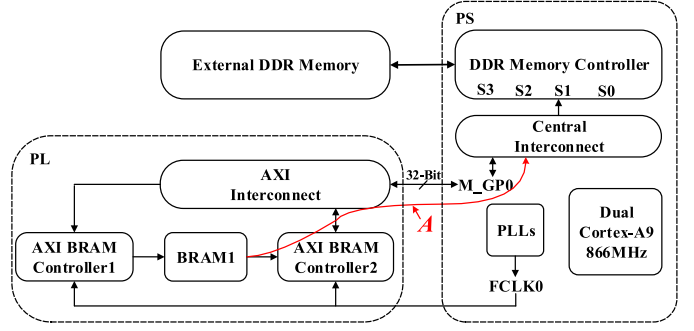 PS
External DDR Memory
DDR Memory Controller
S3 S2 S1 S0
Central
Interconnect
PL
AXI
Interconnect
32-Bit
M_GP0
A
AXI BRAM
Controller1
BRAM1
AXI BRAM
Controller2
PLLs
Dual
Cortex-A9
866MHz
FCLK0